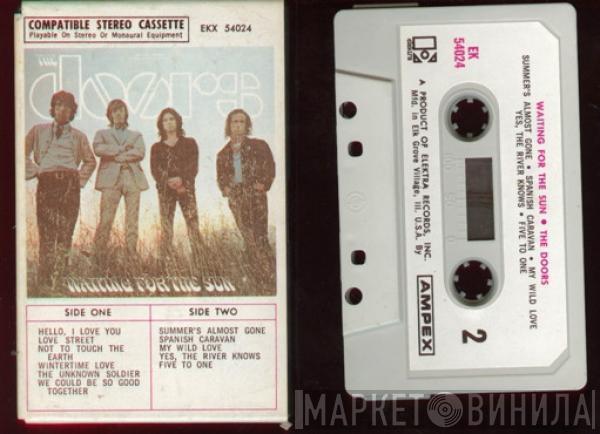 COMPATIBLE STEREO CASSETTE
Playable On Stereo Or Monaural Equipment
EKX 54024
THE
doors
WAITING FOR THE SUN
SIDE ONE
HELLO, I LOVE YOU
LOVE STREET
NOT TO TOUCH THE
EARTH
WINTERTIME LOVE
THE UNKNOWN SOLDIER
WE COULD BE SO GOOD
TOGETHER
SIDE TWO
SUMMER'S ALMOST GONE
SPANISH CARAVAN
MY WILD LOVE
YES, THE RIVER KNOWS
FIVE TO ONE
WAITING FOR THE SUN • THE DOORS
SUMMER'S ALMOST GONE • SPANISH CARAVAN • MY WILD LOVE
YES, THE RIVER KNOWS • FIVE TO ONE
EK
54024
A PRODUCT OF ELEKTRA RECORDS, INC.
Mfd. in Elk Grove Village, Ill. U.S.A. By
AMPEX
2
МАРКЕТ ВИНИЛА